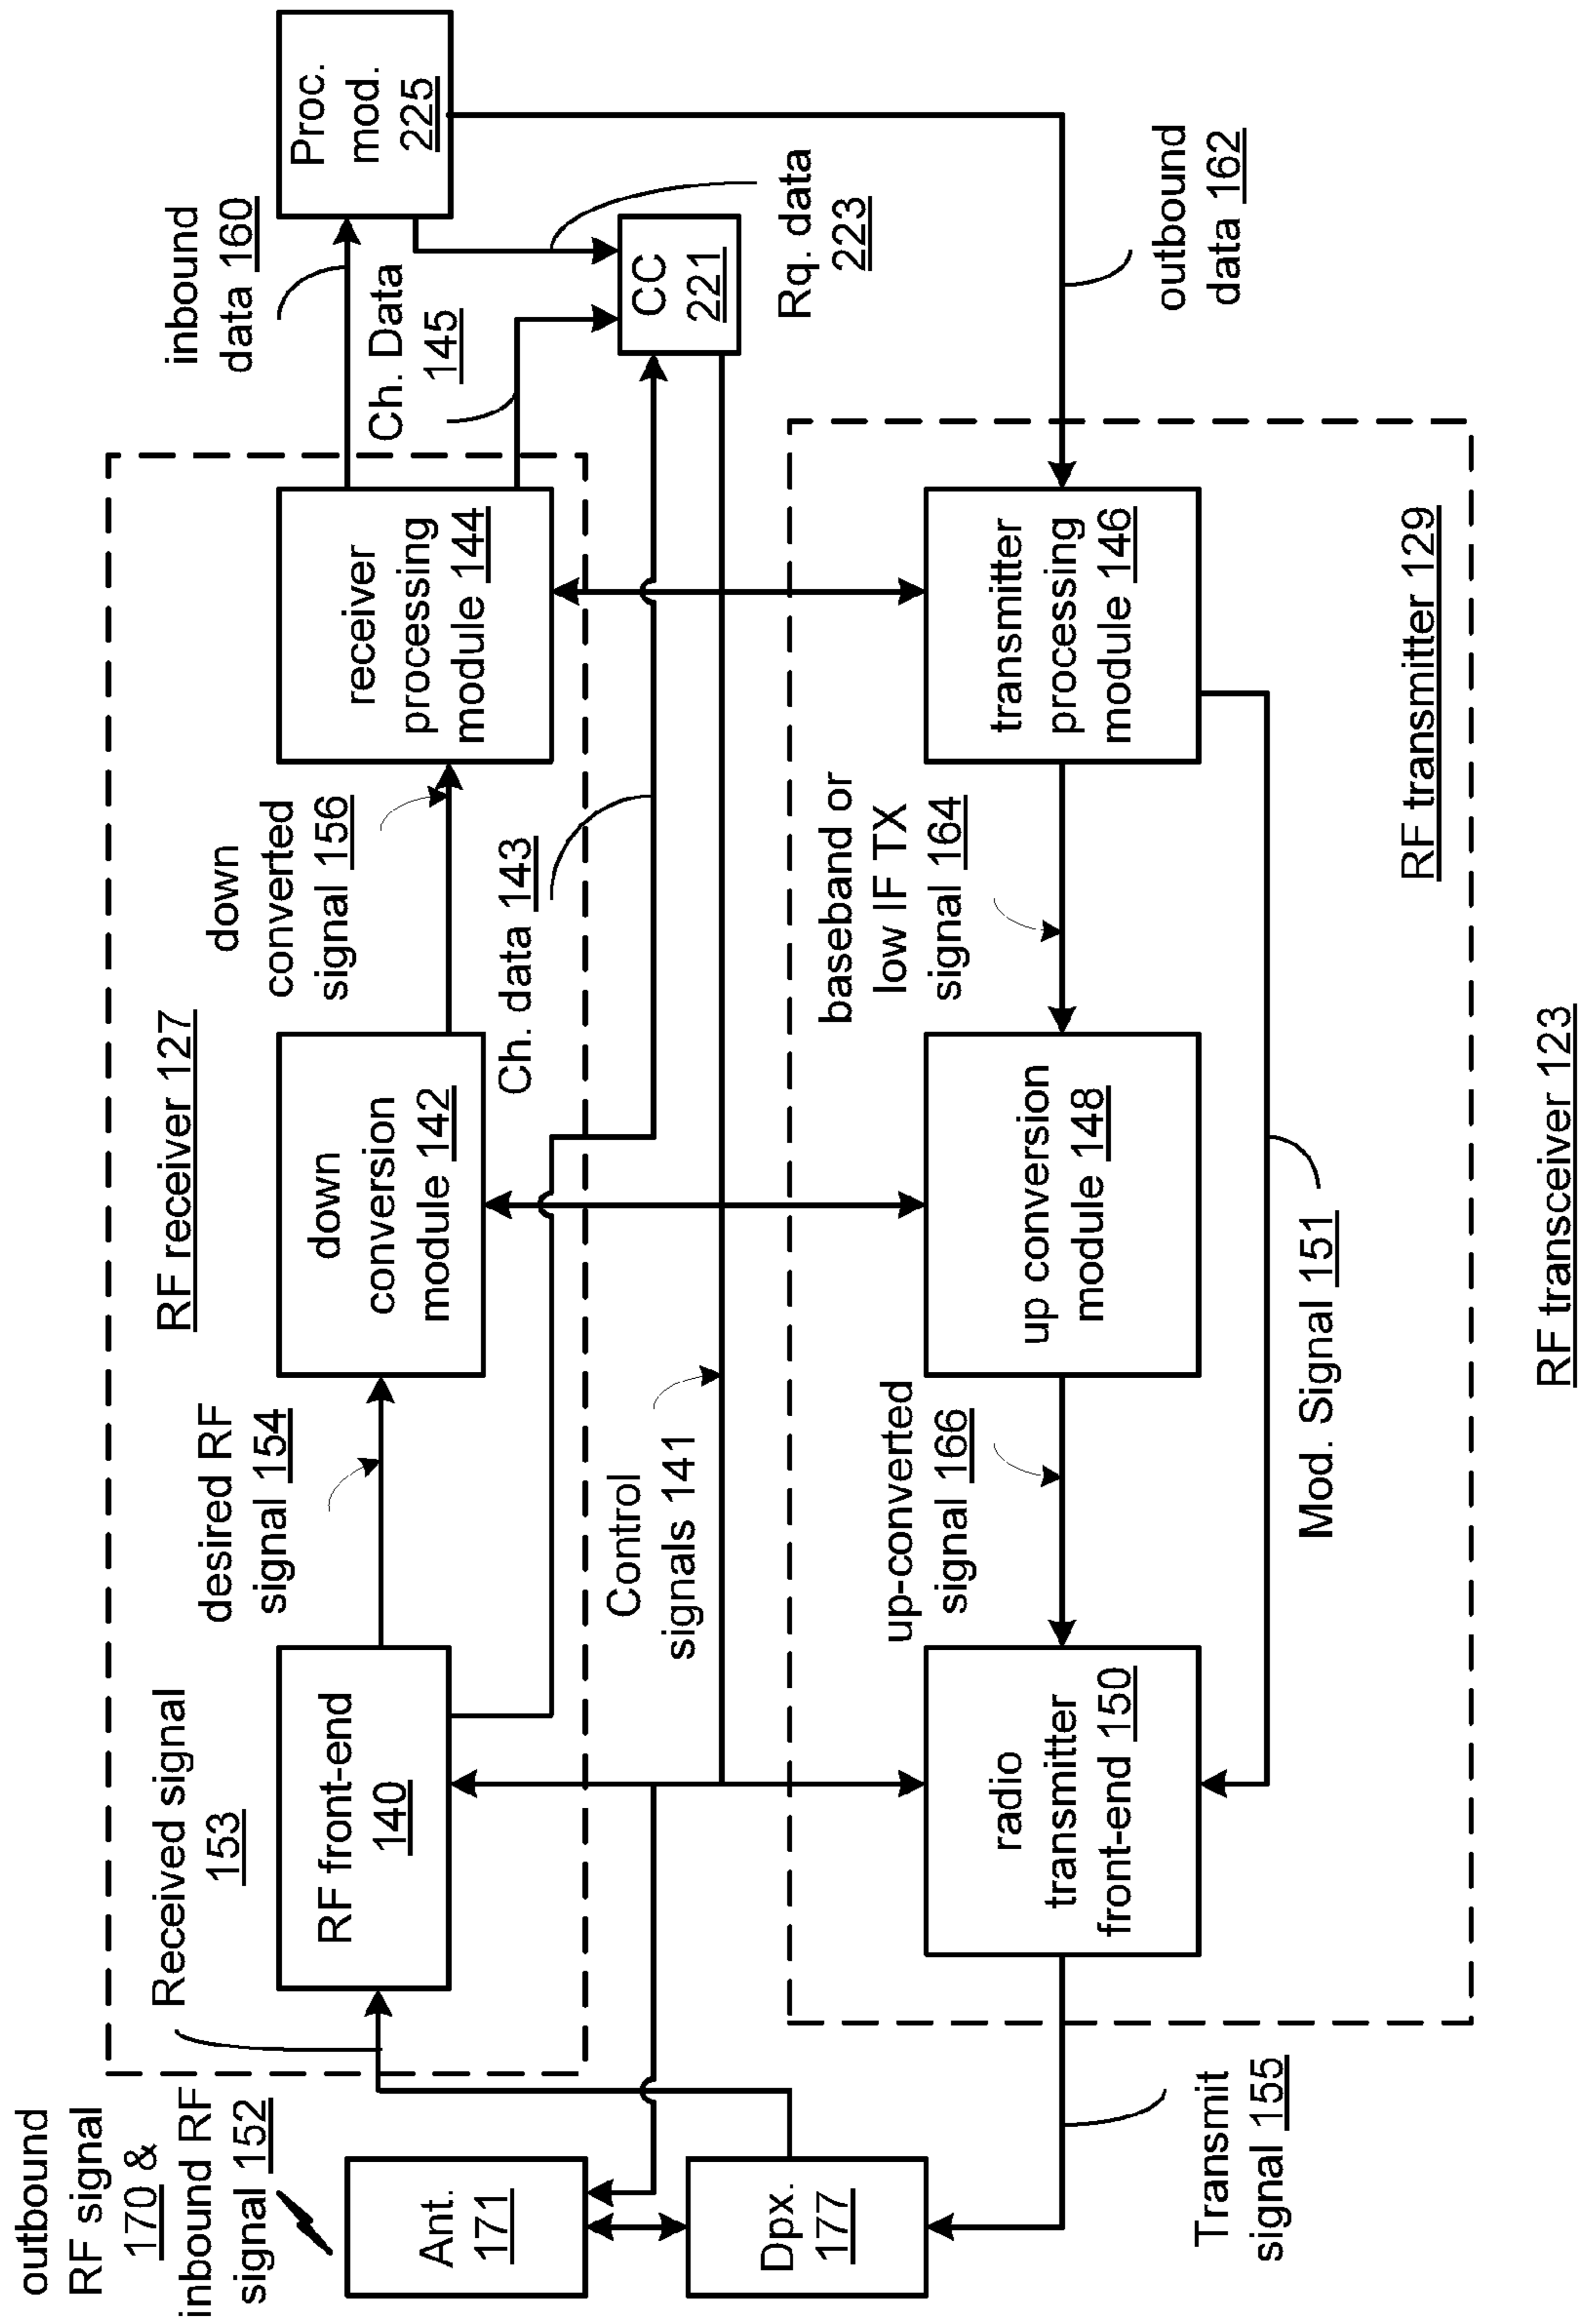 outbound
RF signal
170 &
inbound RF
signal 152
Ant.
171
Dpx.
177
Received signal
153
RF receiver 127
RF front-end
140
desired RF
signal 154
down
conversion
module 142
down
converted
signal 156
receiver
processing
module 144
inbound
data 160
Proc.
mod.
225
Ch. Data
145
Ch. data 143
CC
221
Rq. data
223
Control
signals 141
Transmit
signal 155
radio
transmitter
front-end 150
up-converted
signal 166
up conversion
module 148
baseband or
low IF TX
signal 164
transmitter
processing
module 146
outbound
data 162
Mod. Signal 151
RF transmitter 129
RF transceiver 123